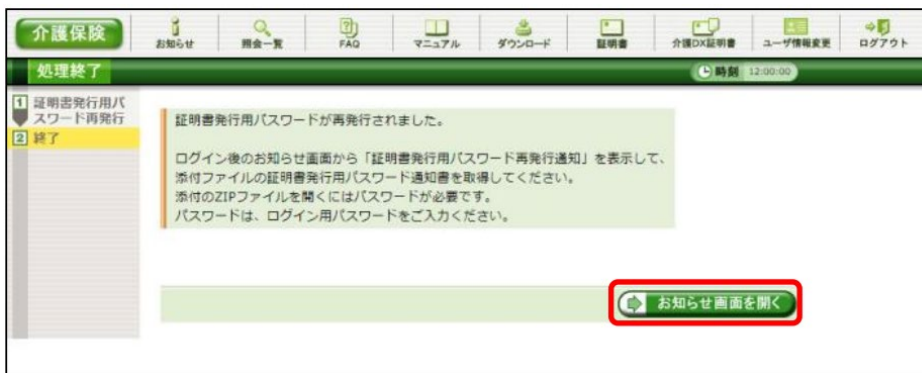 介護保険
お知らせ
照会一覧
FAQ
マニュアル
ダウンロード
証明書
介護DX証明書
ユーザ情報変更
ログアウト
処理終了
時刻 12:00:00
1 証明書発行用パ
スワード再発行
2 終了
証明書発行用パスワードが再発行されました。
ログイン後のお知らせ画面から「証明書発行用パスワード再発行通知」を表示して、
添付ファイルの証明書発行用パスワード通知書を取得してください。
添付のZIPファイルを開くにはパスワードが必要です。
パスワードは、ログイン用パスワードをご入力ください。
お知らせ画面を開く